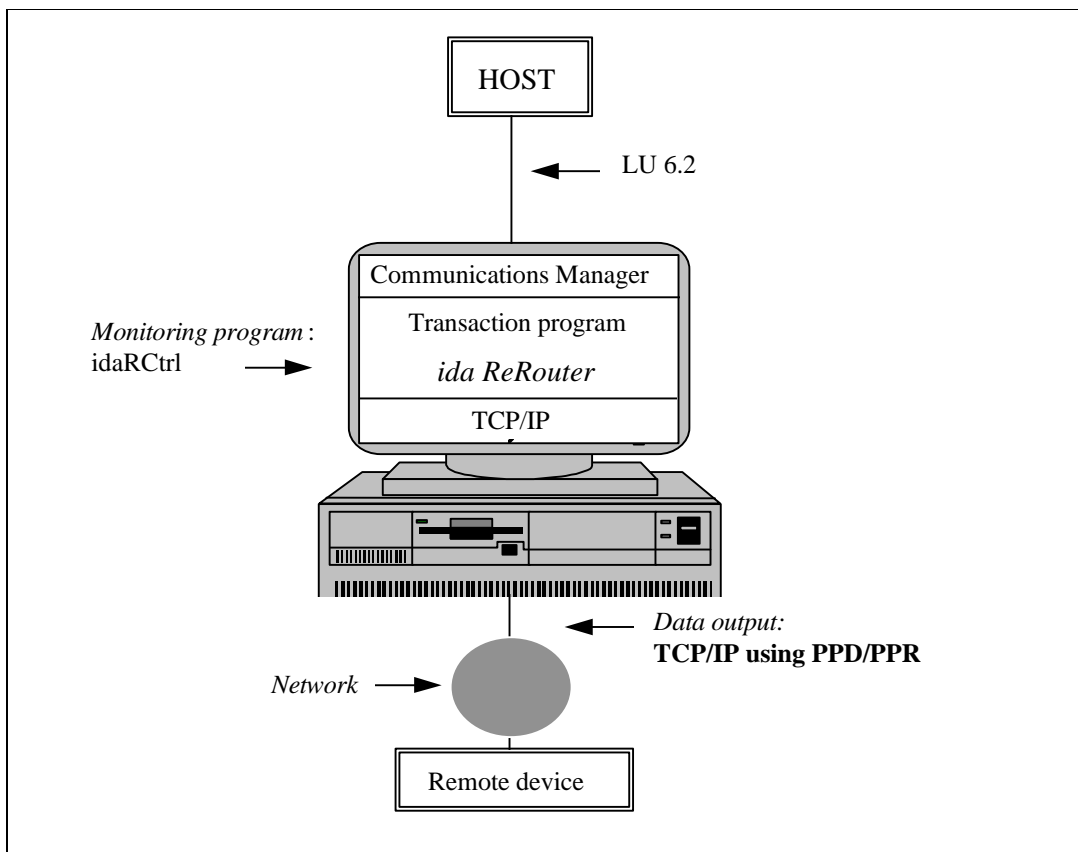 HOST
LU 6.2
Communications Manager
Transaction program
Monitoring program :
idaRCtrl
ida ReRouter
TCP/IP
Data output:
TCP/IP using PPD/PPR
Network
Remote device